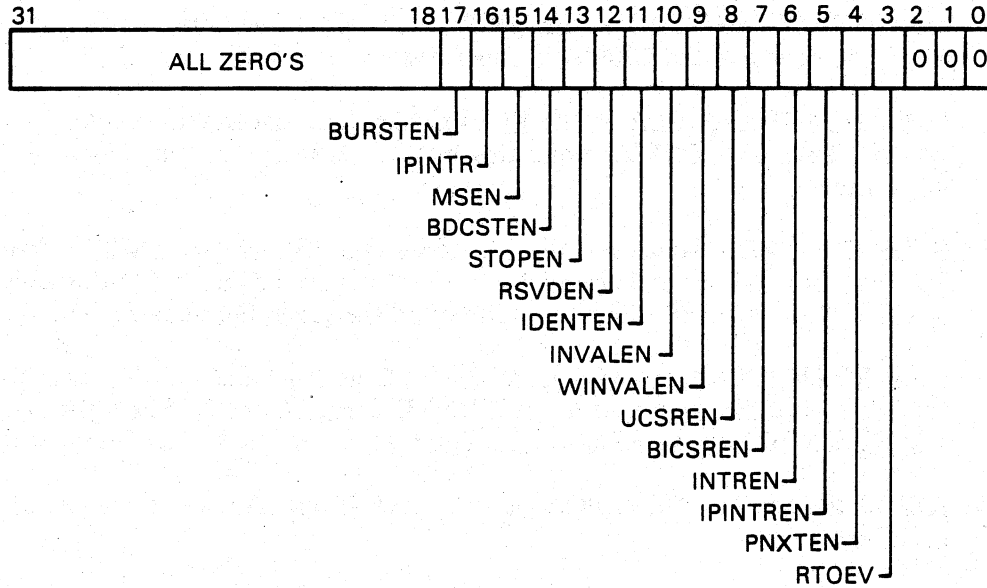 31 18 17 16 15 14 13 12 11 10 9 8 7 6 5 4 3 2 1 0
ALL ZERO'S 0 0 0
BURSTEN
IPINTR
MSEN
BDCSTEN
STOPEN
RSVDEN
IDENTEN
INVALEN
WINVALEN
UCSREN
BICSREN
INTREN
IPINTREN
PNXTEN
RTOEV